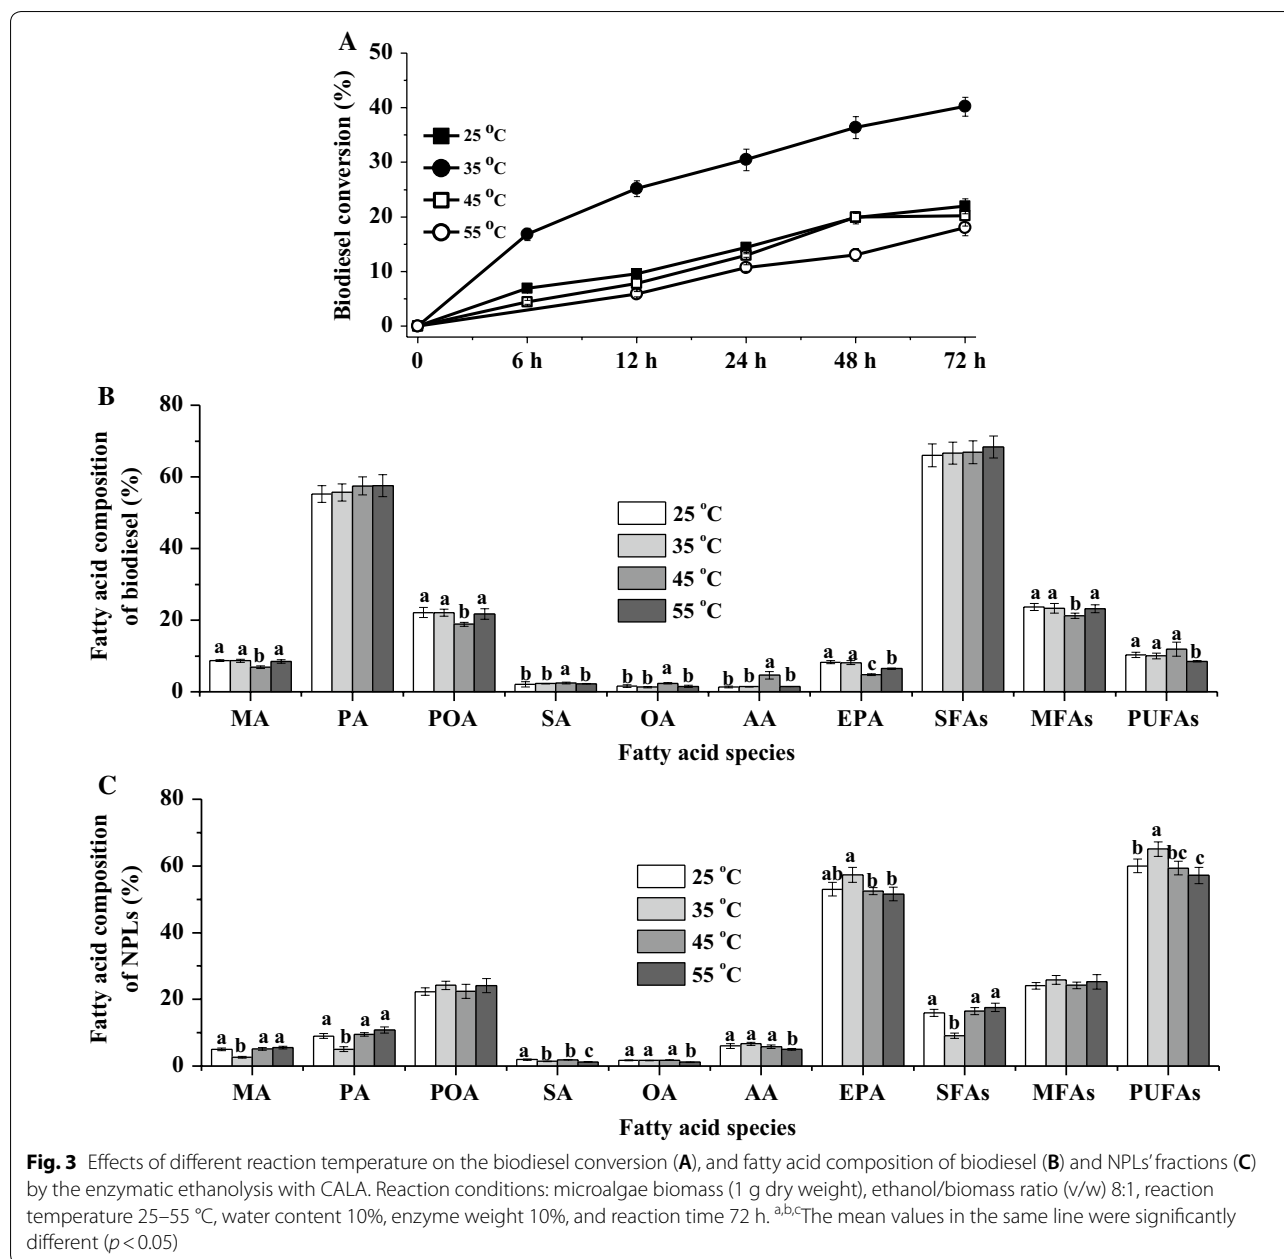 A
50
40
30
20
10
0
Biodiesel conversion (%)
25 °C
35 °C
45 °C
55 °C
0 6 h 12 h 24 h 48 h 72 h
B
80
60
40
20
0
Fatty acid composition
of biodiesel (%)
25 °C
35 °C
45 °C
55 °C
a a b a
a a b a
b b a b
b b a b
b b a b
a a c b
a a b a
a a a b
MA PA POA SA OA AA EPA SFAs MFAs PUFAs
Fatty acid species
C
80
60
40
20
0
Fatty acid composition
of NPLs (%)
25 °C
35 °C
45 °C
55 °C
a b a a
a b a a
a b b c
a a a b
a a a b
ab a b b
a b a a
b a bc c
MA PA POA SA OA AA EPA SFAs MFAs PUFAs
Fatty acid species
Fig. 3 Effects of different reaction temperature on the biodiesel conversion (A), and fatty acid composition of biodiesel (B) and NPLs’ fractions (C)
by the enzymatic ethanolysis with CALA. Reaction conditions: microalgae biomass (1 g dry weight), ethanol/biomass ratio (v/w) 8:1, reaction
temperature 25–55 °C, water content 10%, enzyme weight 10%, and reaction time 72 h. a,b,cThe mean values in the same line were significantly
different (p < 0.05)